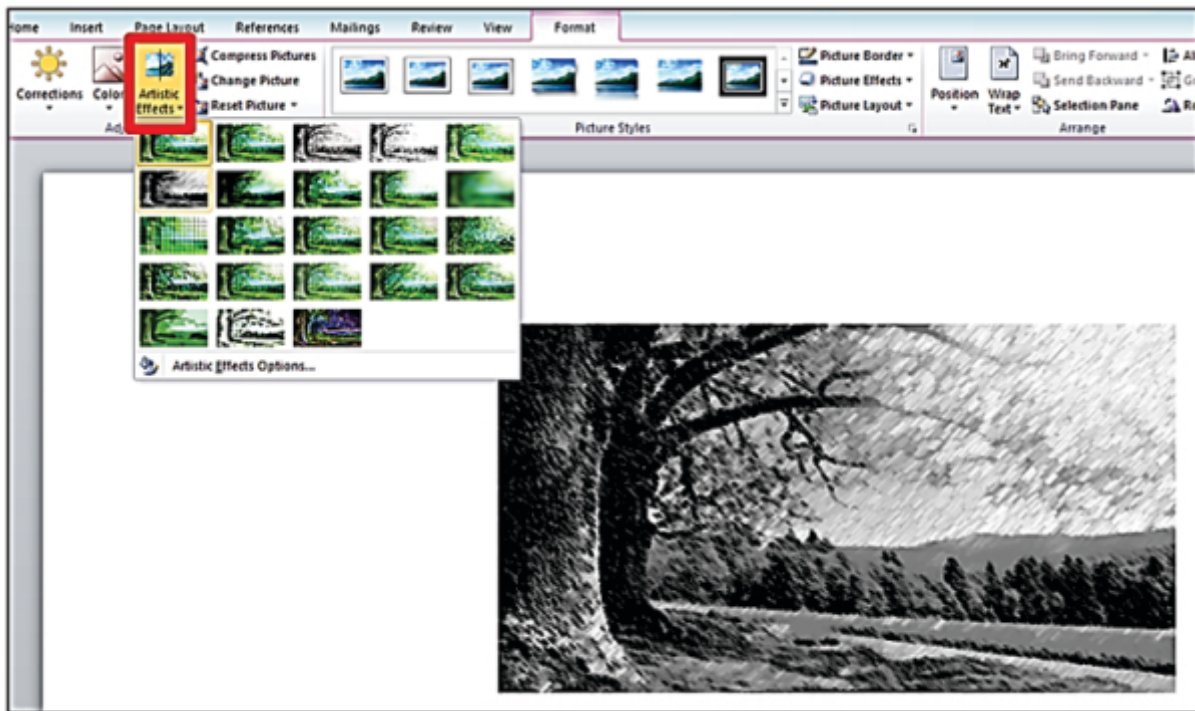 Insert Page Layout References Mailings Review View Format
Corrections
Artistic Effects
Compress Pictures
Change Picture
Reset Picture
Picture Styles
Picture Border
Picture Effects
Picture Layout
Position
Wrap Text
Bring Forward
Send Backward
Selection Pane
Arrange
Artistic Effects Options...